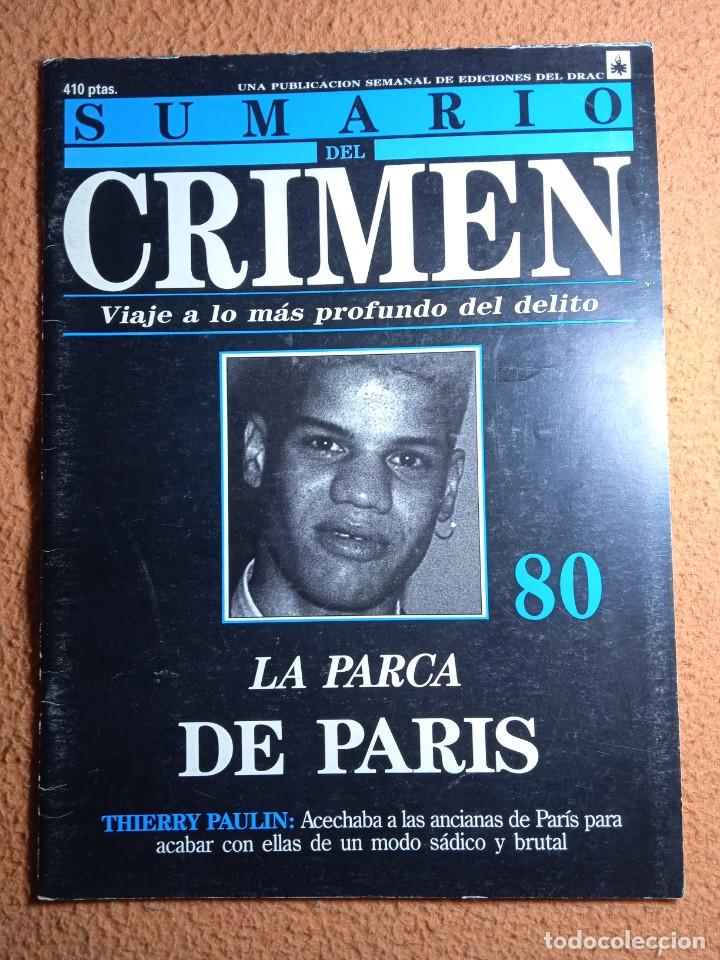 410 ptas.
UNA PUBLICACION SEMANAL DE EDICIONES DEL DRAC
SUMARIO
DEL
CRIMEN
Viaje a lo más profundo del delito
80
LA PARCA
DE PARIS
THIERRY PAULIN: Acechaba a las ancianas de París para
acabar con ellas de un modo sádico y brutal
todocoleccion